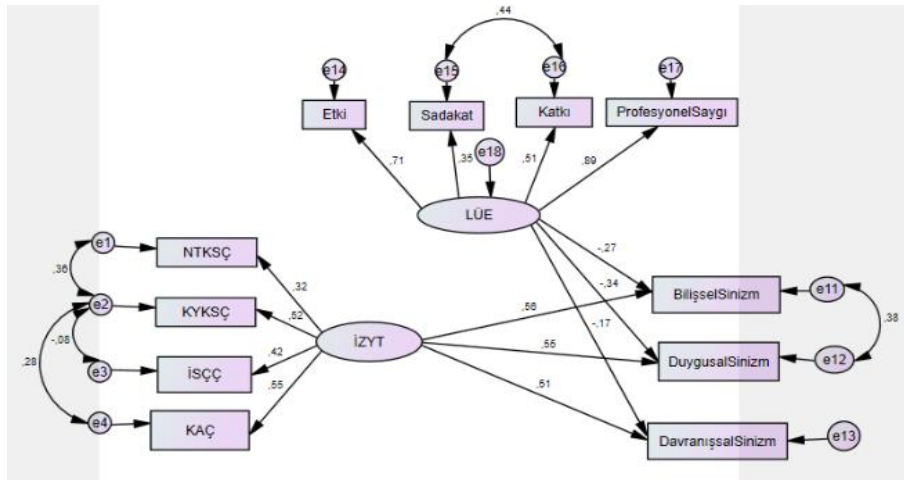 ,44
e14
e15
e16
e17
Etki
Sadakat
Katkı
ProfesyonelSaygı
,71
,35
e18
,51
,89
LÜE
e1
NTKSÇ
,36
,32
-,27
e2
KYKSÇ
,52
-,34
BilişselSinizm
e11
,56
-,17
İZYT
,38
-,08
,28
,42
e3
İSÇÇ
,55
,55
DuygusalSinizm
e12
,51
e4
KAÇ
DavranışsalSinizm
e13